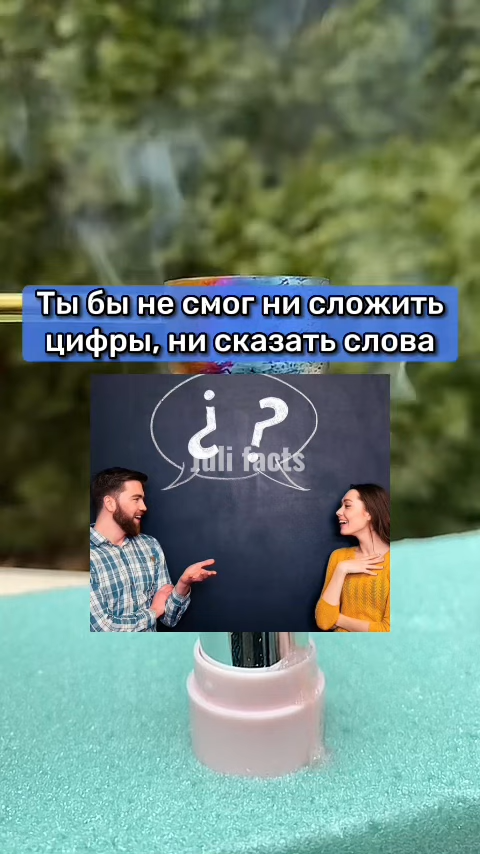 Ты бы не смог ни сложить
цифры, ни сказать слова
¿ ?
juli facts